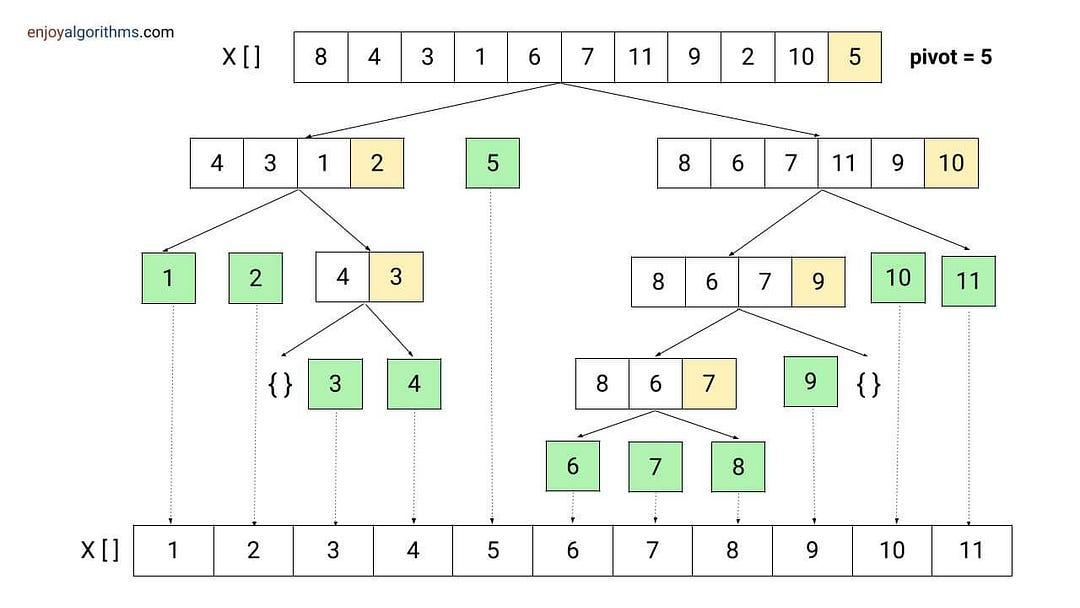 enjoyalgorithms.com
X [ ] 8 4 3 1 6 7 11 9 2 10 5 pivot = 5
4 3 1 2 5 8 6 7 11 9 10
1 2 4 3 8 6 7 9 10 11
{ } 3 4 8 6 7 9 { }
6 7 8
X [ ] 1 2 3 4 5 6 7 8 9 10 11